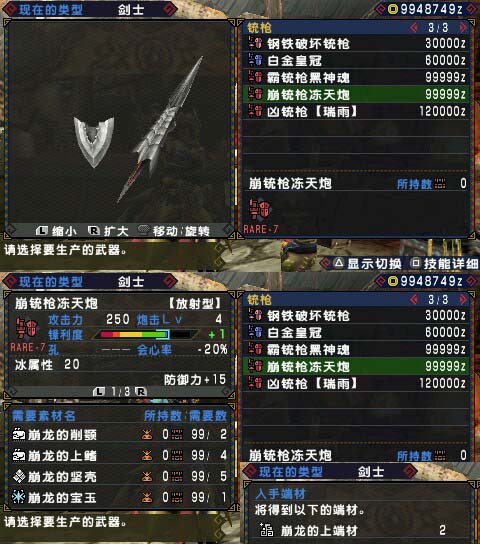 现在的类型 剑士
9948749z
缩小 扩大 移动/旋转
请选择要生产的武器。
铳枪 3/3
钢铁破坏铳枪 30000z
白金皇冠 60000z
霸铳枪黑神魂 99999z
崩铳枪冻天炮 99999z
凶铳枪【瑞雨】 120000z
崩铳枪冻天炮 所持数 0
RARE-7
显示切换 技能详细
现在的类型 剑士
9948749z
崩铳枪冻天炮 【放射型】
攻击力 250 炮击Lv 4
锋利度 +1
RARE-7
孔 --- 会心率 -20%
冰属性 20
防御力+15
L 1/3 R
需要素材名 所持数/需要数
崩龙的削颚 0 99/ 2
崩龙的上鳍 0 99/ 4
崩龙的坚壳 0 99/ 5
崩龙的宝玉 0 99/ 1
请选择要生产的武器。
铳枪 3/3
钢铁破坏铳枪 30000z
白金皇冠 60000z
霸铳枪黑神魂 99999z
崩铳枪冻天炮 99999z
凶铳枪【瑞雨】 120000z
崩铳枪冻天炮 所持数 0
现在的类型 剑士
入手端材
将得到以下的端材。
崩龙的上端材 2